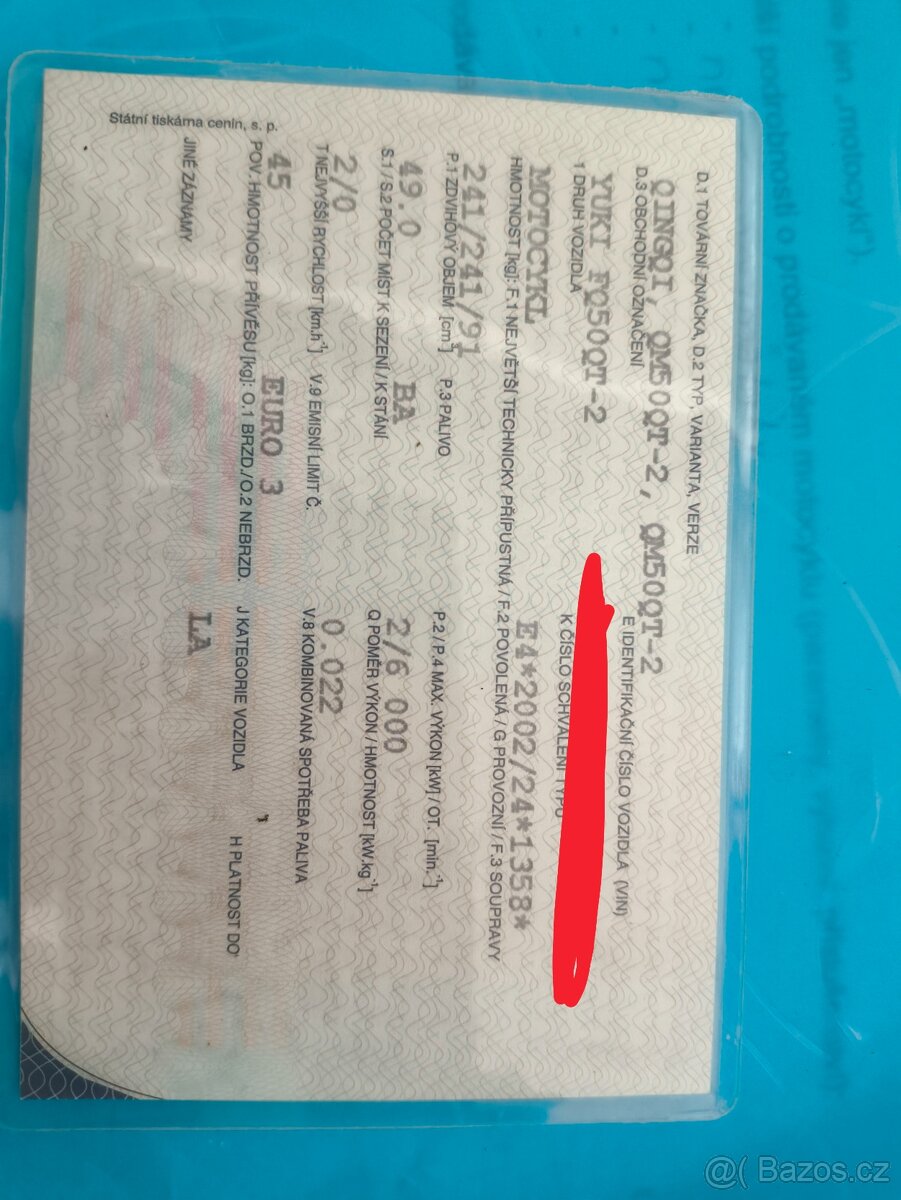 D.1 TOVÁRNÍ ZNAČKA, D.2 TYP, VARIANTA, VERZE
QINGQI, QM50QT-2, QM50QT-2
D.3 OBCHODNÍ OZNAČENÍ
E IDENTIFIKAČNÍ ČÍSLO VOZIDLA (VIN)
YUKI FQ50QT-2
1 DRUH VOZIDLA
K ČÍSLO SCHVÁLENÍ TYPU
MOTOCYKL
E4*2002/24*1358*
HMOTNOST [kg]: F.1 NEJVĚTŠÍ TECHNICKY PŘÍPUSTNÁ / F.2 POVOLENÁ / G PROVOZNÍ / F.3 SOUPRAVY
241/241/91
P.1 ZDVIHOVÝ OBJEM [cm³]
P.3 PALIVO
P.2 / P.4 MAX. VÝKON [kW] / OT. [min.⁻¹]
49.0
BA
2/6 000
S.1 / S.2 POČET MÍST K SEZENÍ / K STÁNÍ
Q POMĚR VÝKON / HMOTNOST [kW.kg⁻¹]
2/0
0.022
T NEJVYŠŠÍ RYCHLOST [km.h⁻¹]
V.9 EMISNÍ LIMIT Č.
V.8 KOMBINOVANÁ SPOTŘEBA PALIVA
45
EURO 3
POV. HMOTNOST PŘÍVĚSU [kg]: O.1 BRZD./O.2 NEBRZD.
J KATEGORIE VOZIDLA
H PLATNOST DO
LA
JINÉ ZÁZNAMY
Státní tiskárna cenin, s. p.
e jen „motocykl").
podrobnosti o prodávaném motocyklu
@( Bazos.cz